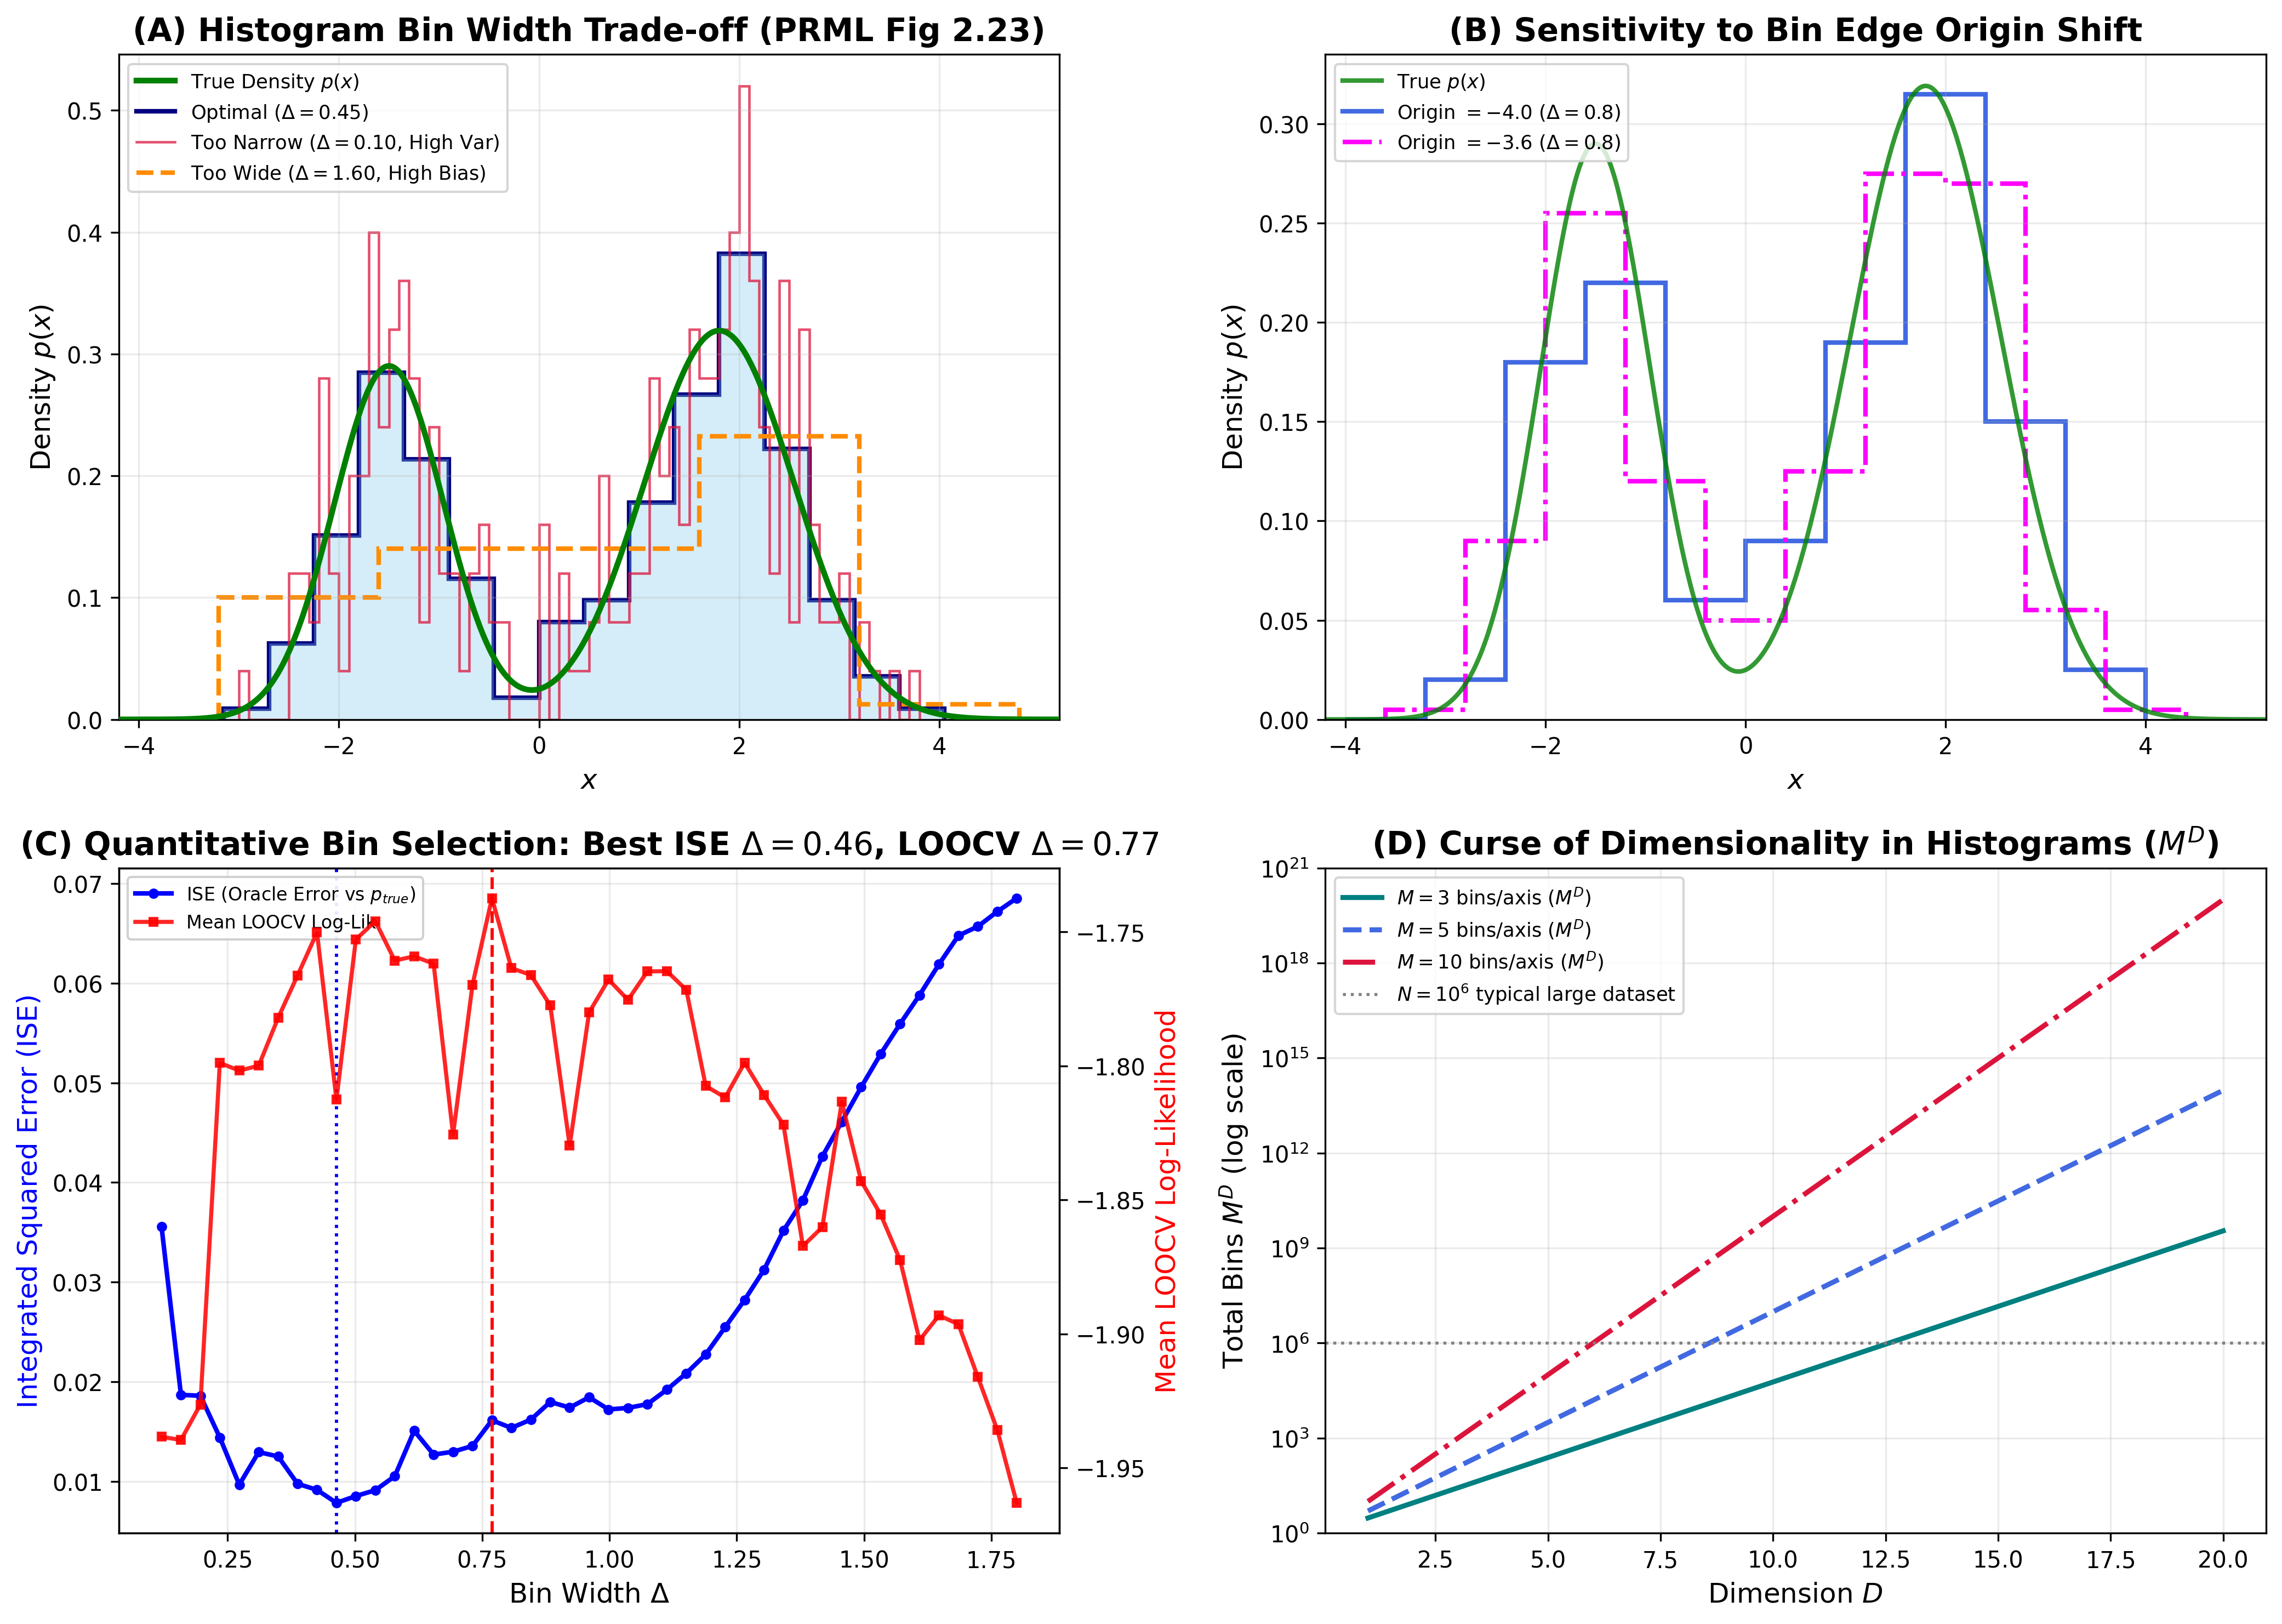 (A) Histogram Bin Width Trade-off (PRML Fig 2.23)
True Density p(x)
Optimal (Δ = 0.45)
Too Narrow (Δ = 0.10, High Var)
Too Wide (Δ = 1.60, High Bias)
Density p(x)
0.5
0.4
0.3
0.2
0.1
0.0
−4 −2 0 2 4
x
(B) Sensitivity to Bin Edge Origin Shift
True p(x)
Origin = −4.0 (Δ = 0.8)
Origin = −3.6 (Δ = 0.8)
Density p(x)
0.30
0.25
0.20
0.15
0.10
0.05
0.00
−4 −2 0 2 4
x
(C) Quantitative Bin Selection: Best ISE Δ = 0.46, LOOCV Δ = 0.77
ISE (Oracle Error vs p_{true})
Mean LOOCV Log-Lik
Integrated Squared Error (ISE)
0.07
0.06
0.05
0.04
0.03
0.02
0.01
−1.75
−1.80
−1.85
−1.90
−1.95
Mean LOOCV Log-Likelihood
0.25 0.50 0.75 1.00 1.25 1.50 1.75
Bin Width Δ
(D) Curse of Dimensionality in Histograms (M^D)
M = 3 bins/axis (M^D)
M = 5 bins/axis (M^D)
M = 10 bins/axis (M^D)
N = 10^6 typical large dataset
Total Bins M^D (log scale)
10^21
10^18
10^15
10^12
10^9
10^6
10^3
10^0
2.5 5.0 7.5 10.0 12.5 15.0 17.5 20.0
Dimension D